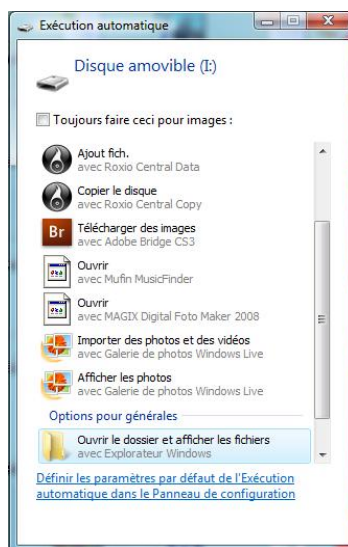 Exécution automatique
Disque amovible (I:)
Toujours faire ceci pour images :
Ajout fich.
avec Roxio Central Data
Copier le disque
avec Roxio Central Copy
Br
Télécharger des images
avec Adobe Bridge CS3
Ouvrir
avec Mufin MusicFinder
Ouvrir
avec MAGIX Digital Foto Maker 2008
Importer des photos et des vidéos
avec Galerie de photos Windows Live
Afficher les photos
avec Galerie de photos Windows Live
Options pour générales
Ouvrir le dossier et afficher les fichiers
avec Explorateur Windows
Définir les paramètres par défaut de l'Exécution
automatique dans le Panneau de configuration